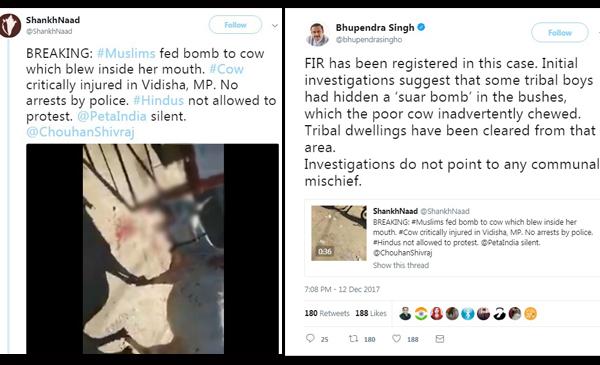 ShankhNaad
@ShankhNaad
Follow
BREAKING: #Muslims fed bomb to cow
which blew inside her mouth. #Cow
critically injured in Vidisha, MP. No
arrests by police. #Hindus not allowed to
protest. @PetaIndia silent.
@ChouhanShivraj
Bhupendra Singh
@bhupendrasingho
Follow
FIR has been registered in this case. Initial
investigations suggest that some tribal boys
had hidden a ‘suar bomb’ in the bushes,
which the poor cow inadvertently chewed.
Tribal dwellings have been cleared from that
area.
Investigations do not point to any communal
mischief.
ShankhNaad @ShankhNaad
BREAKING: #Muslims fed bomb to cow which blew inside her
mouth. #Cow critically injured in Vidisha, MP. No arrests by police.
#Hindus not allowed to protest. @PetaIndia silent.
@ChouhanShivraj
0:36
Show this thread
7:08 PM - 12 Dec 2017
180 Retweets 188 Likes
25 180 188